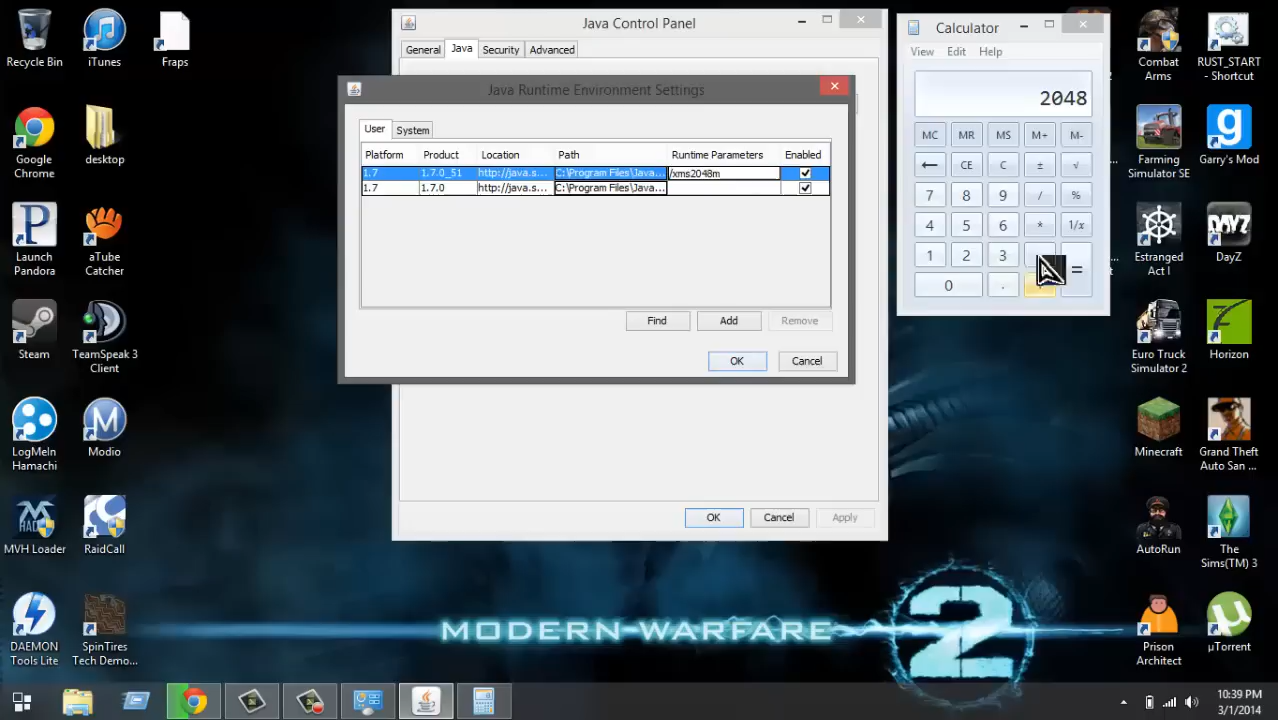 Java Control Panel
General Java Security Advanced
Java Runtime Environment Settings
User System
Platform Product Location Path Runtime Parameters Enabled
1.7 1.7.0_51 http://java.s... C:\Program Files\Java... /xms2048m
1.7 1.7.0 http://java.s... C:\Program Files\Java...
Find Add Remove
OK Cancel
OK Cancel Apply
Calculator
View Edit Help
2048
MC MR MS M+ M-
← CE C ± √
7 8 9 / %
4 5 6 * 1/x
1 2 3 =
0 .
Recycle Bin
iTunes
Fraps
Google
Chrome
desktop
Launch
Pandora
aTube
Catcher
Steam
TeamSpeak 3
Client
LogMeIn
Hamachi
Modio
MVH Loader
RaidCall
DAEMON
Tools Lite
SpinTires
Tech Demo...
Combat
Arms
RUST_START
- Shortcut
Farming
Simulator SE
Garry's Mod
Estranged
Act I
DayZ
DAYZ
Euro Truck
Simulator 2
Horizon
Minecraft
Grand Theft
Auto San ...
AutoRun
The
Sims(TM) 3
Prison
Architect
µTorrent
MODERN WARFARE
2
10:39 PM
3/1/2014